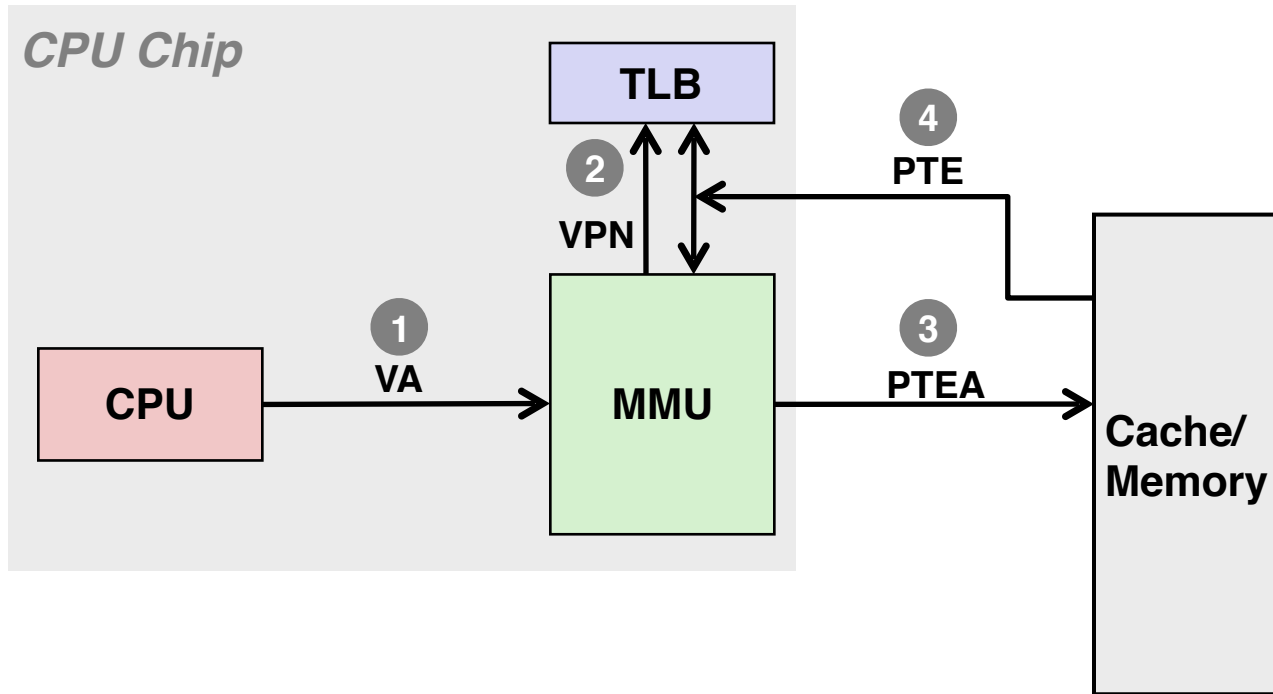 CPU Chip
TLB
4
PTE
2
VPN
1
VA
3
PTEA
CPU
MMU
Cache/
Memory